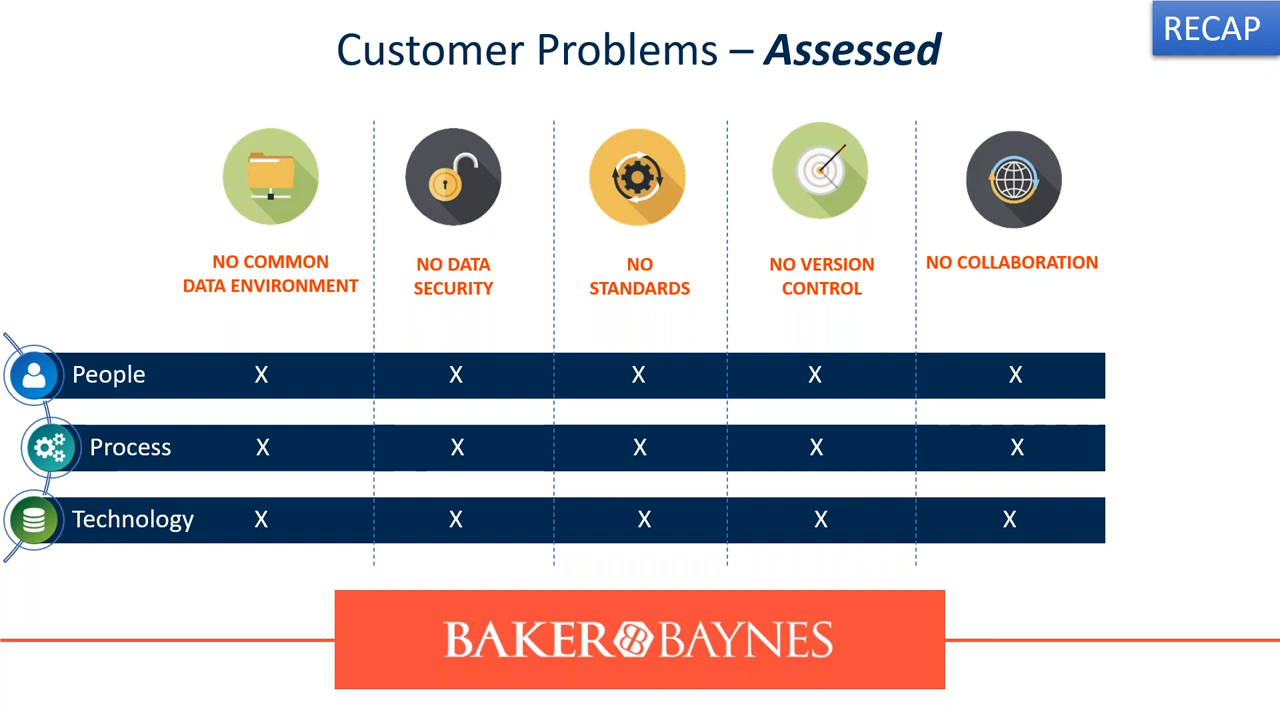 RECAP
Customer Problems – Assessed
NO COMMON
DATA ENVIRONMENT
NO DATA
SECURITY
NO
STANDARDS
NO VERSION
CONTROL
NO COLLABORATION
People X X X X X
Process X X X X X
Technology X X X X X
BAKER BAYNES